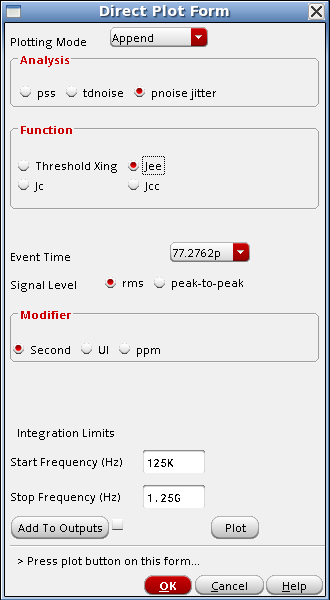 Direct Plot Form
Plotting Mode Append
Analysis
pss tdnoise pnoise jitter
Function
Threshold Xing Jee
Jc Jcc
Event Time 77.2762p
Signal Level rms peak-to-peak
Modifier
Second UI ppm
Integration Limits
Start Frequency (Hz) 125K
Stop Frequency (Hz) 1.25G
Add To Outputs Plot
> Press plot button on this form...
OK Cancel Help